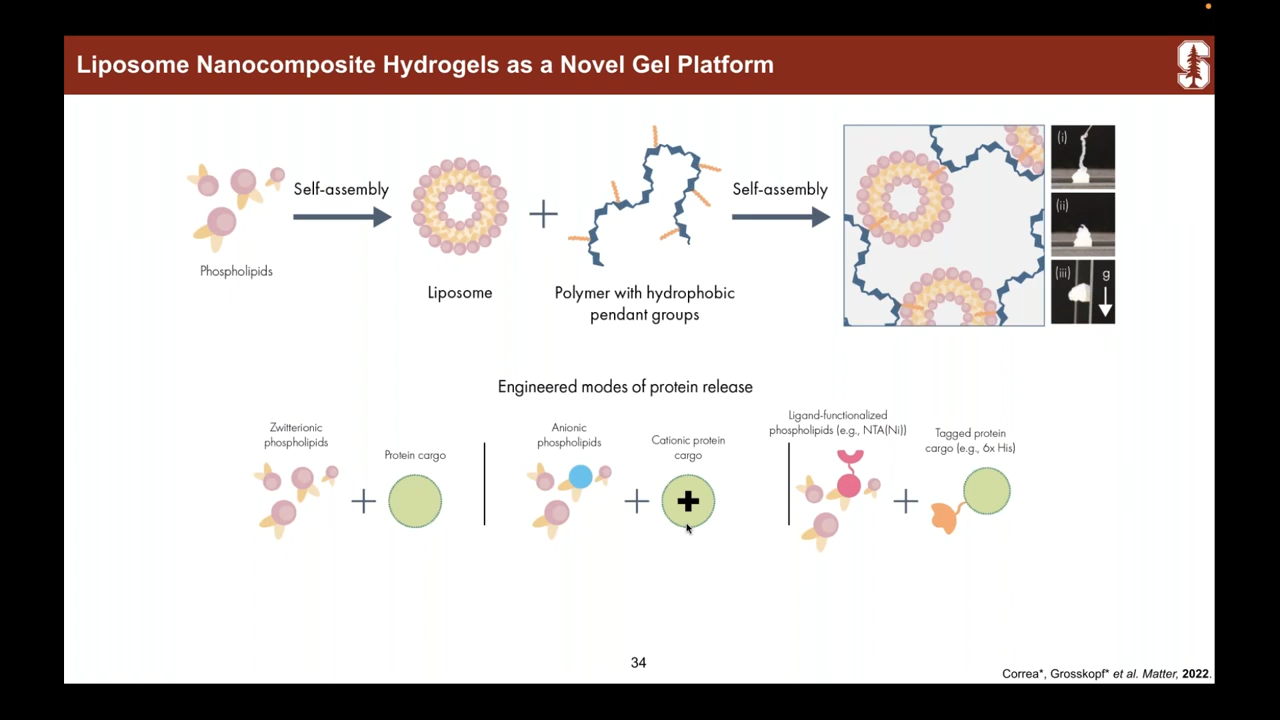 Liposome Nanocomposite Hydrogels as a Novel Gel Platform
Self-assembly
Self-assembly
Phospholipids
Liposome
Polymer with hydrophobic
pendant groups
(i)
(ii)
(iii)
g
Engineered modes of protein release
Zwitterionic
phospholipids
Protein cargo
Anionic
phospholipids
Cationic protein
cargo
Ligand-functionalized
phospholipids (e.g., NTA(Ni))
Tagged protein
cargo (e.g., 6x His)
34
Correa*, Grosskopf* et al. Matter, 2022.